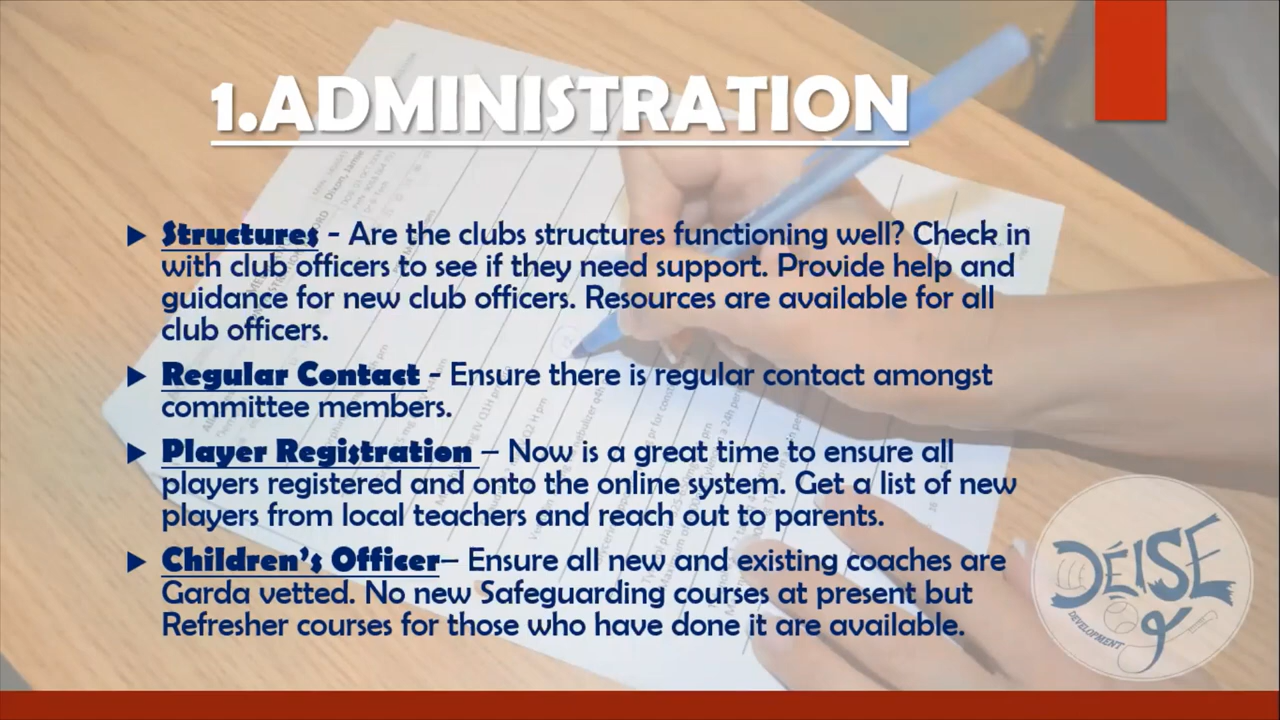 1.ADMINISTRATION
Structures - Are the clubs structures functioning well? Check in
with club officers to see if they need support. Provide help and
guidance for new club officers. Resources are available for all
club officers.
Regular Contact - Ensure there is regular contact amongst
committee members.
Player Registration – Now is a great time to ensure all
players registered and onto the online system. Get a list of new
players from local teachers and reach out to parents.
Children's Officer– Ensure all new and existing coaches are
Garda vetted. No new Safeguarding courses at present but
Refresher courses for those who have done it are available.
DÉISE
DEVELOPMENT
Dixon, Jamie